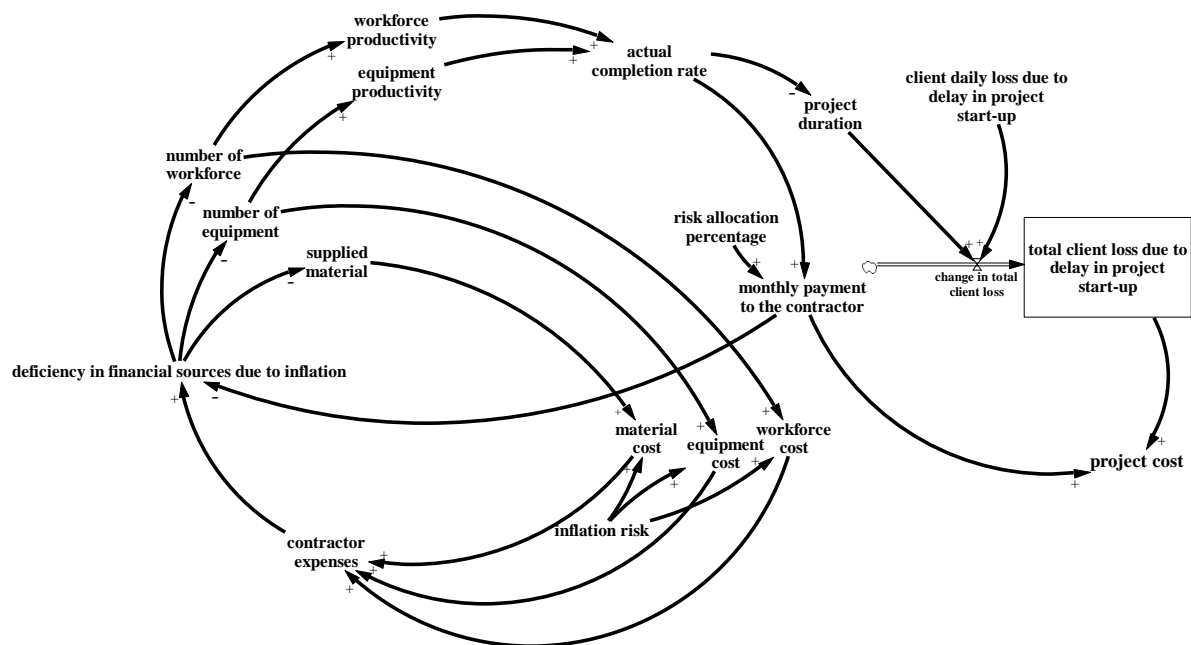 workforce
productivity
+
equipment
productivity
+
+
+
actual
completion rate
-
project
duration
client daily loss due to
delay in project
start-up
number of
workforce
-
number of
equipment
-
supplied
material
-
risk allocation
percentage
+
+
monthly payment
to the contractor
+ +
change in total
client loss
total client loss due to
delay in project
start-up
deficiency in financial sources due to inflation
+
-
+
material
cost
+
+
equipment
cost
+
+
workforce
cost
+
inflation risk
+
project cost
+
contractor
expenses
+
+
+